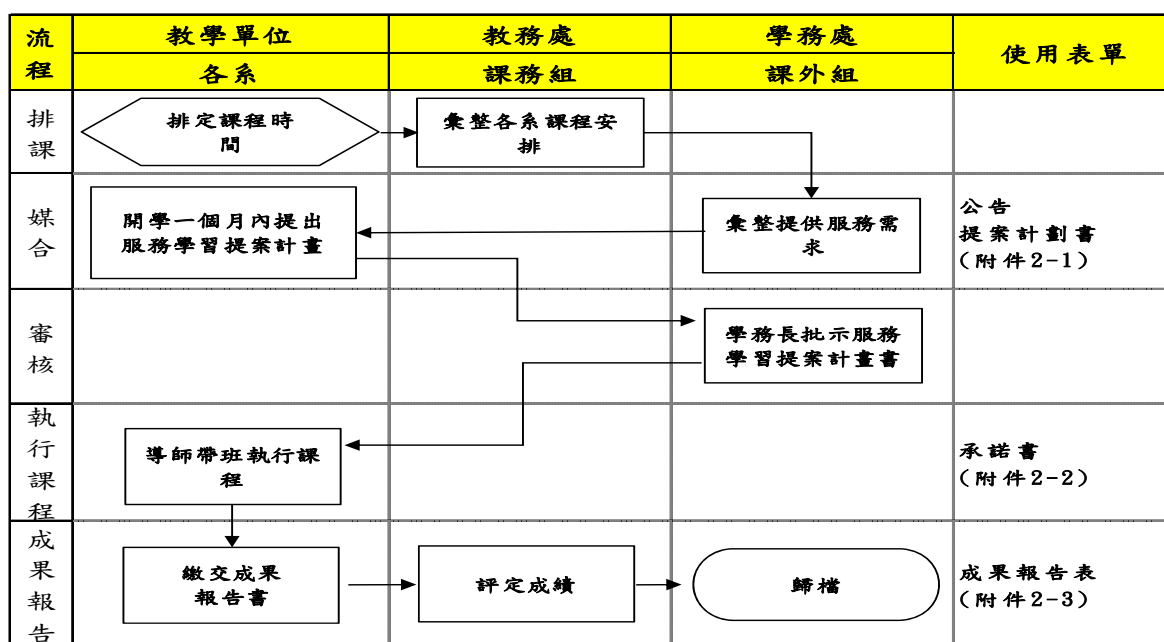 流
程
教學單位
教務處
學務處
使用表單
各系
課務組
課外組
排
課
排定課程時
間
彙整各系課程安
排
媒
合
開學一個月內提出
服務學習提案計畫
彙整提供服務需
求
公告
提案計劃書
(附件2-1)
審
核
學務長批示服務
學習提案計畫書
執
行
課
程
導師帶班執行課
程
承諾書
(附件2-2)
成
果
報
告
繳交成果
報告書
評定成績
歸檔
成果報告表
(附件2-3)